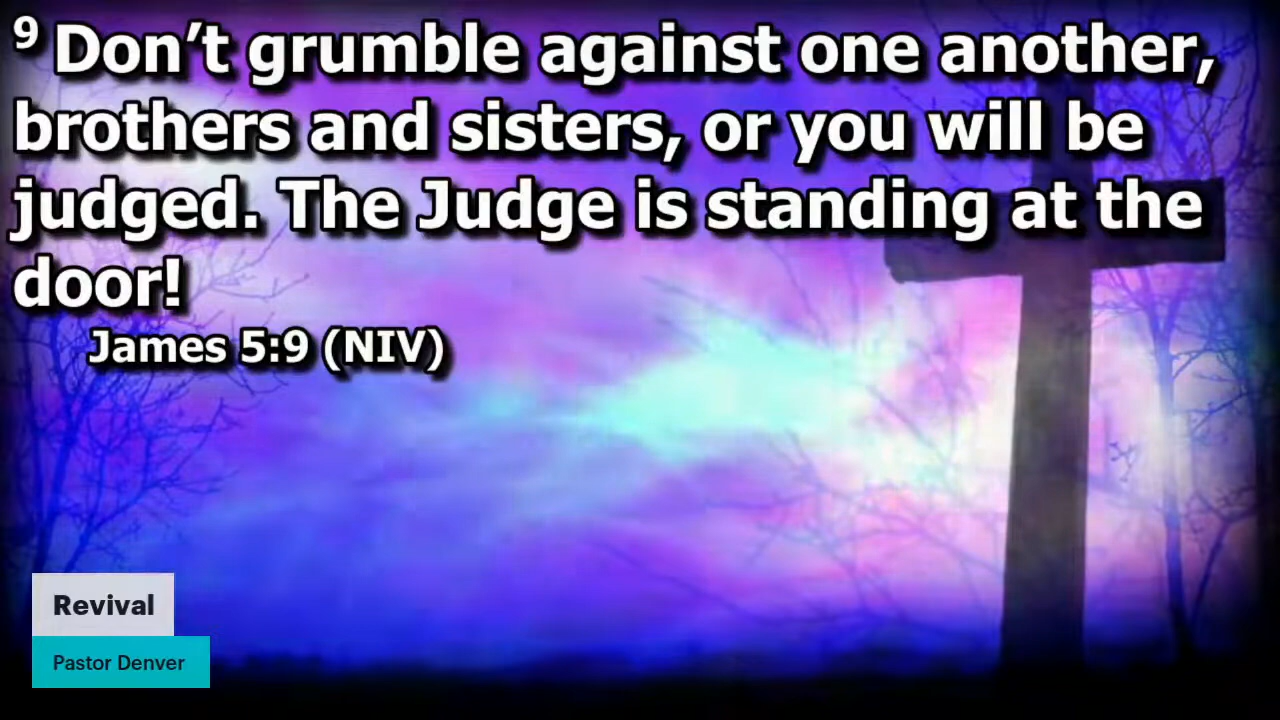 9 Don’t grumble against one another,
brothers and sisters, or you will be
judged. The Judge is standing at the
door!
James 5:9 (NIV)
Revival
Pastor Denver